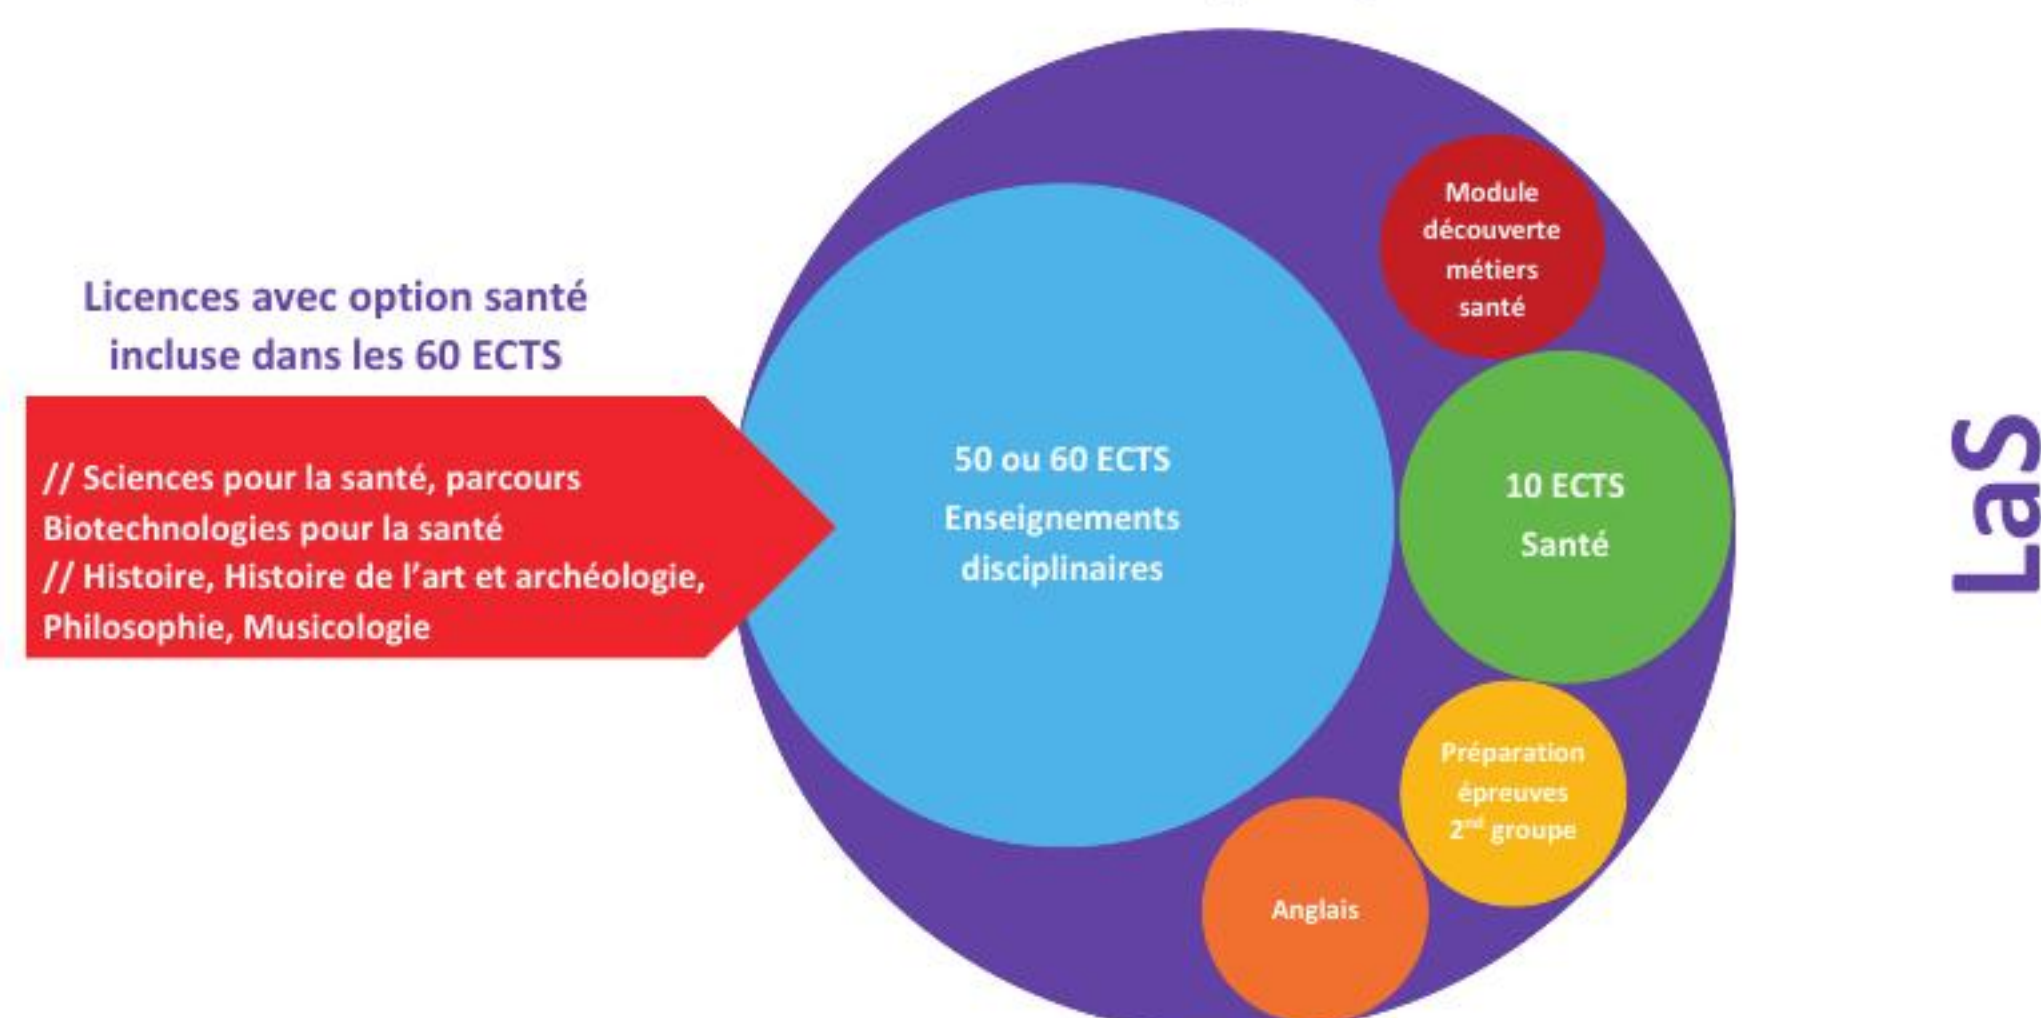 Licences avec option santé
incluse dans les 60 ECTS
// Sciences pour la santé, parcours
Biotechnologies pour la santé
// Histoire, Histoire de l'art et archéologie,
Philosophie, Musicologie
50 ou 60 ECTS
Enseignements
disciplinaires
Module
découverte
métiers
santé
10 ECTS
Santé
Préparation
épreuves
2nd groupe
Anglais
LaS